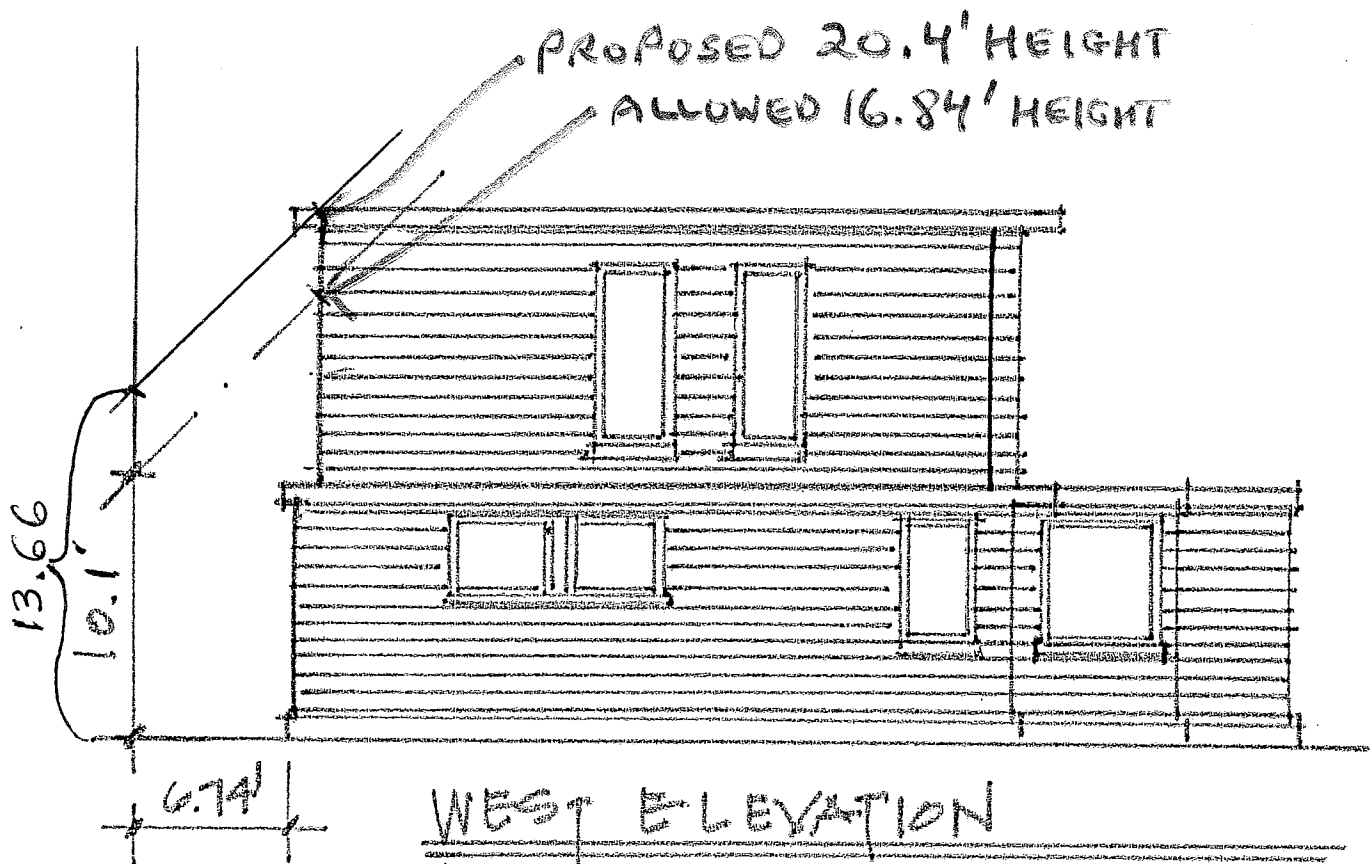 PROPOSED 20.4' HEIGHT
ALLOWED 16.84' HEIGHT
13.66
10.1'
6.74'
WEST ELEVATION